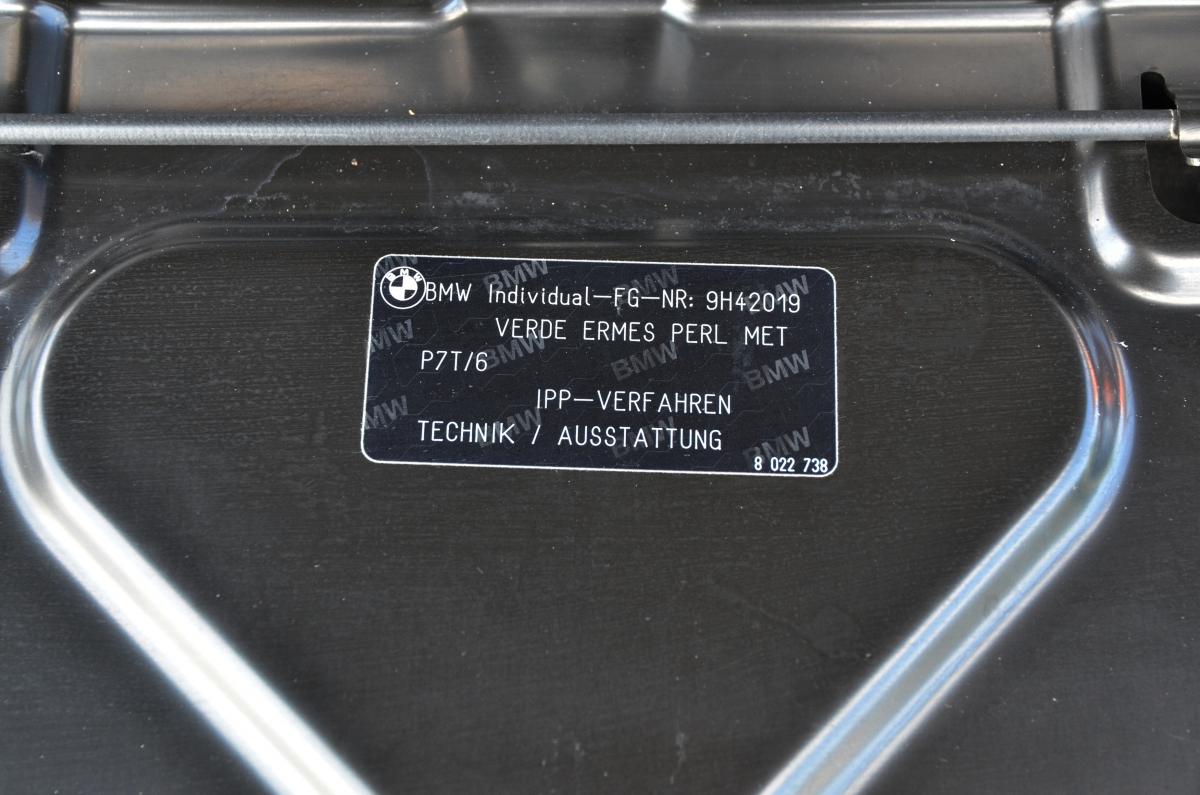 BMW Individual-FG-NR: 9H42019
VERDE ERMES PERL MET
P7T/6
IPP-VERFAHREN
TECHNIK / AUSSTATTUNG
8 022 738